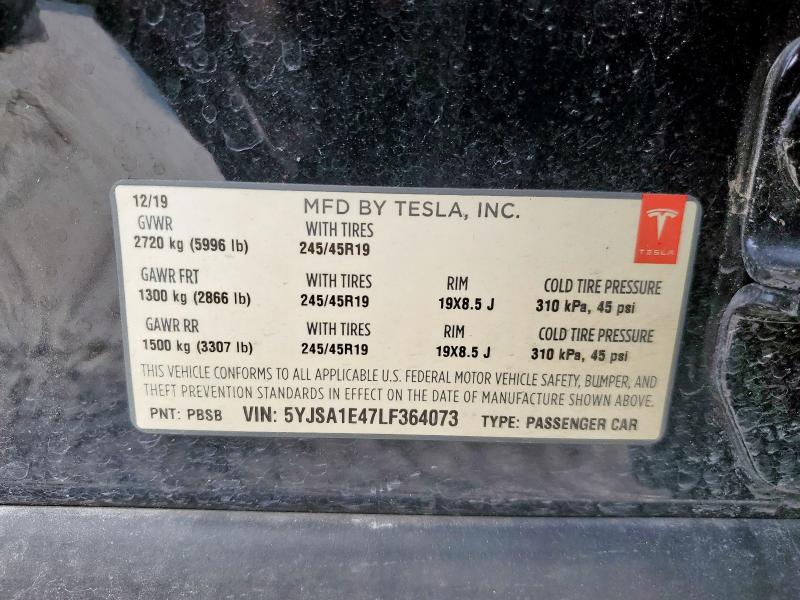 12/19 MFD BY TESLA, INC.
GVWR WITH TIRES
2720 kg (5996 lb) 245/45R19
TESLA
GAWR FRT WITH TIRES RIM COLD TIRE PRESSURE
1300 kg (2866 lb) 245/45R19 19X8.5 J 310 kPa, 45 psi
GAWR RR WITH TIRES RIM COLD TIRE PRESSURE
1500 kg (3307 lb) 245/45R19 19X8.5 J 310 kPa, 45 psi
THIS VEHICLE CONFORMS TO ALL APPLICABLE U.S. FEDERAL MOTOR VEHICLE SAFETY, BUMPER, AND
THEFT PREVENTION STANDARDS IN EFFECT ON THE DATE OF MANUFACTURE SHOWN ABOVE.
PNT: PBSB VIN: 5YJSA1E47LF364073 TYPE: PASSENGER CAR